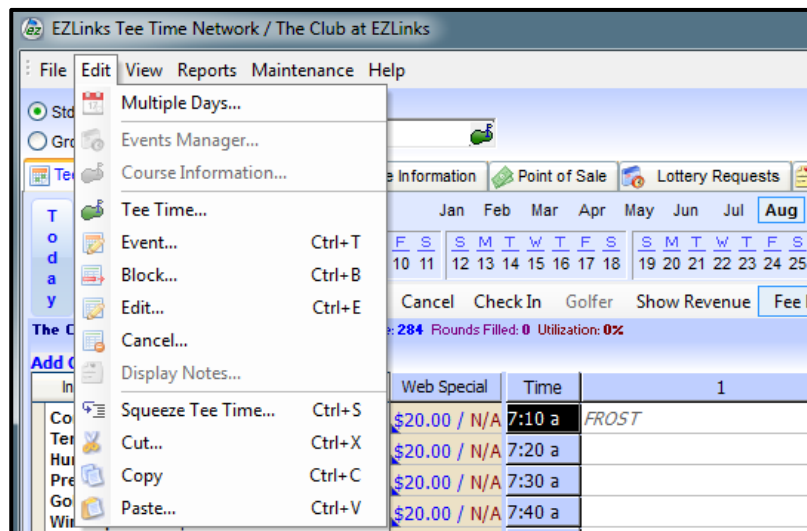 EZLinks Tee Time Network / The Club at EZLinks
File Edit View Reports Maintenance Help
Multiple Days...
Events Manager...
Course Information...
Information Point of Sale Lottery Requests
Tee Time...
Jan Feb Mar Apr May Jun Jul Aug
Today
Event... Ctrl+T
F S S M T W T F S S M T W T F S
10 11 12 13 14 15 16 17 18 19 20 21 22 23 24 25
Block... Ctrl+B
Edit... Ctrl+E
Cancel Check In Golfer Show Revenue Fee
284 Rounds Filled: 0 Utilization: 0%
Cancel...
Display Notes...
Web Special Time 1
Squeeze Tee Time... Ctrl+S
$20.00 / N/A 7:10 a FROST
Cut... Ctrl+X
$20.00 / N/A 7:20 a
Copy Ctrl+C
$20.00 / N/A 7:30 a
Paste... Ctrl+V
$20.00 / N/A 7:40 a